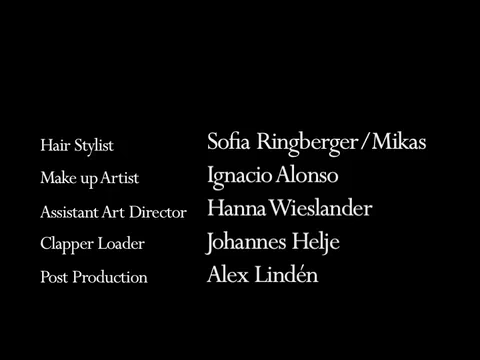 Hair Stylist Sofia Ringberger/Mikas
Make up Artist Ignacio Alonso
Assistant Art Director Hanna Wieslander
Clapper Loader Johannes Helje
Post Production Alex Lindén